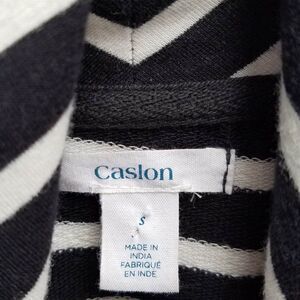 Caslon
S
MADE IN
INDIA
FABRIQUÉ
EN INDE